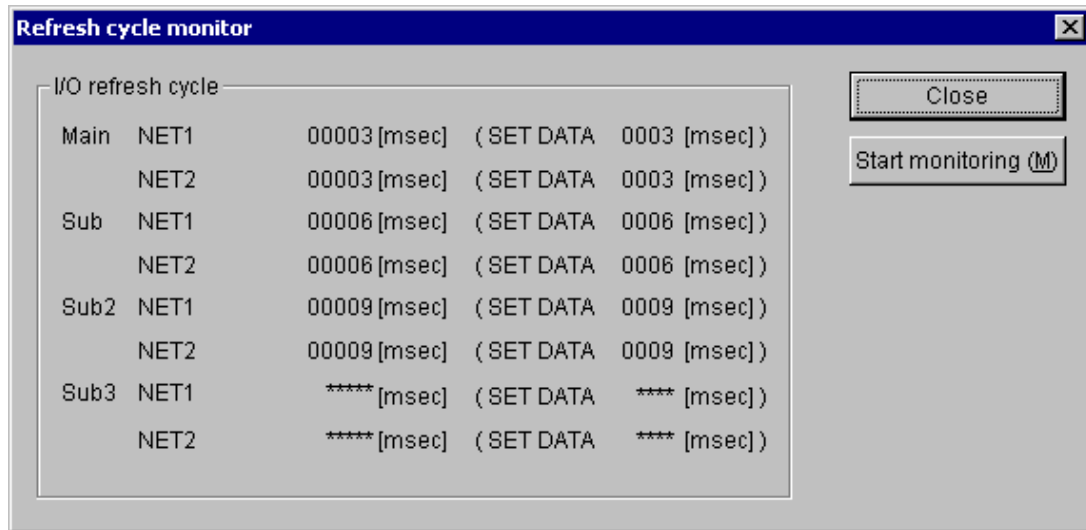 Refresh cycle monitor
I/O refresh cycle
Close
Main NET1 00003 [msec] ( SET DATA 0003 [msec] )
Start monitoring (M)
NET2 00003 [msec] ( SET DATA 0003 [msec] )
Sub NET1 00006 [msec] ( SET DATA 0006 [msec] )
NET2 00006 [msec] ( SET DATA 0006 [msec] )
Sub2 NET1 00009 [msec] ( SET DATA 0009 [msec] )
NET2 00009 [msec] ( SET DATA 0009 [msec] )
Sub3 NET1 ***** [msec] ( SET DATA **** [msec] )
NET2 ***** [msec] ( SET DATA **** [msec] )